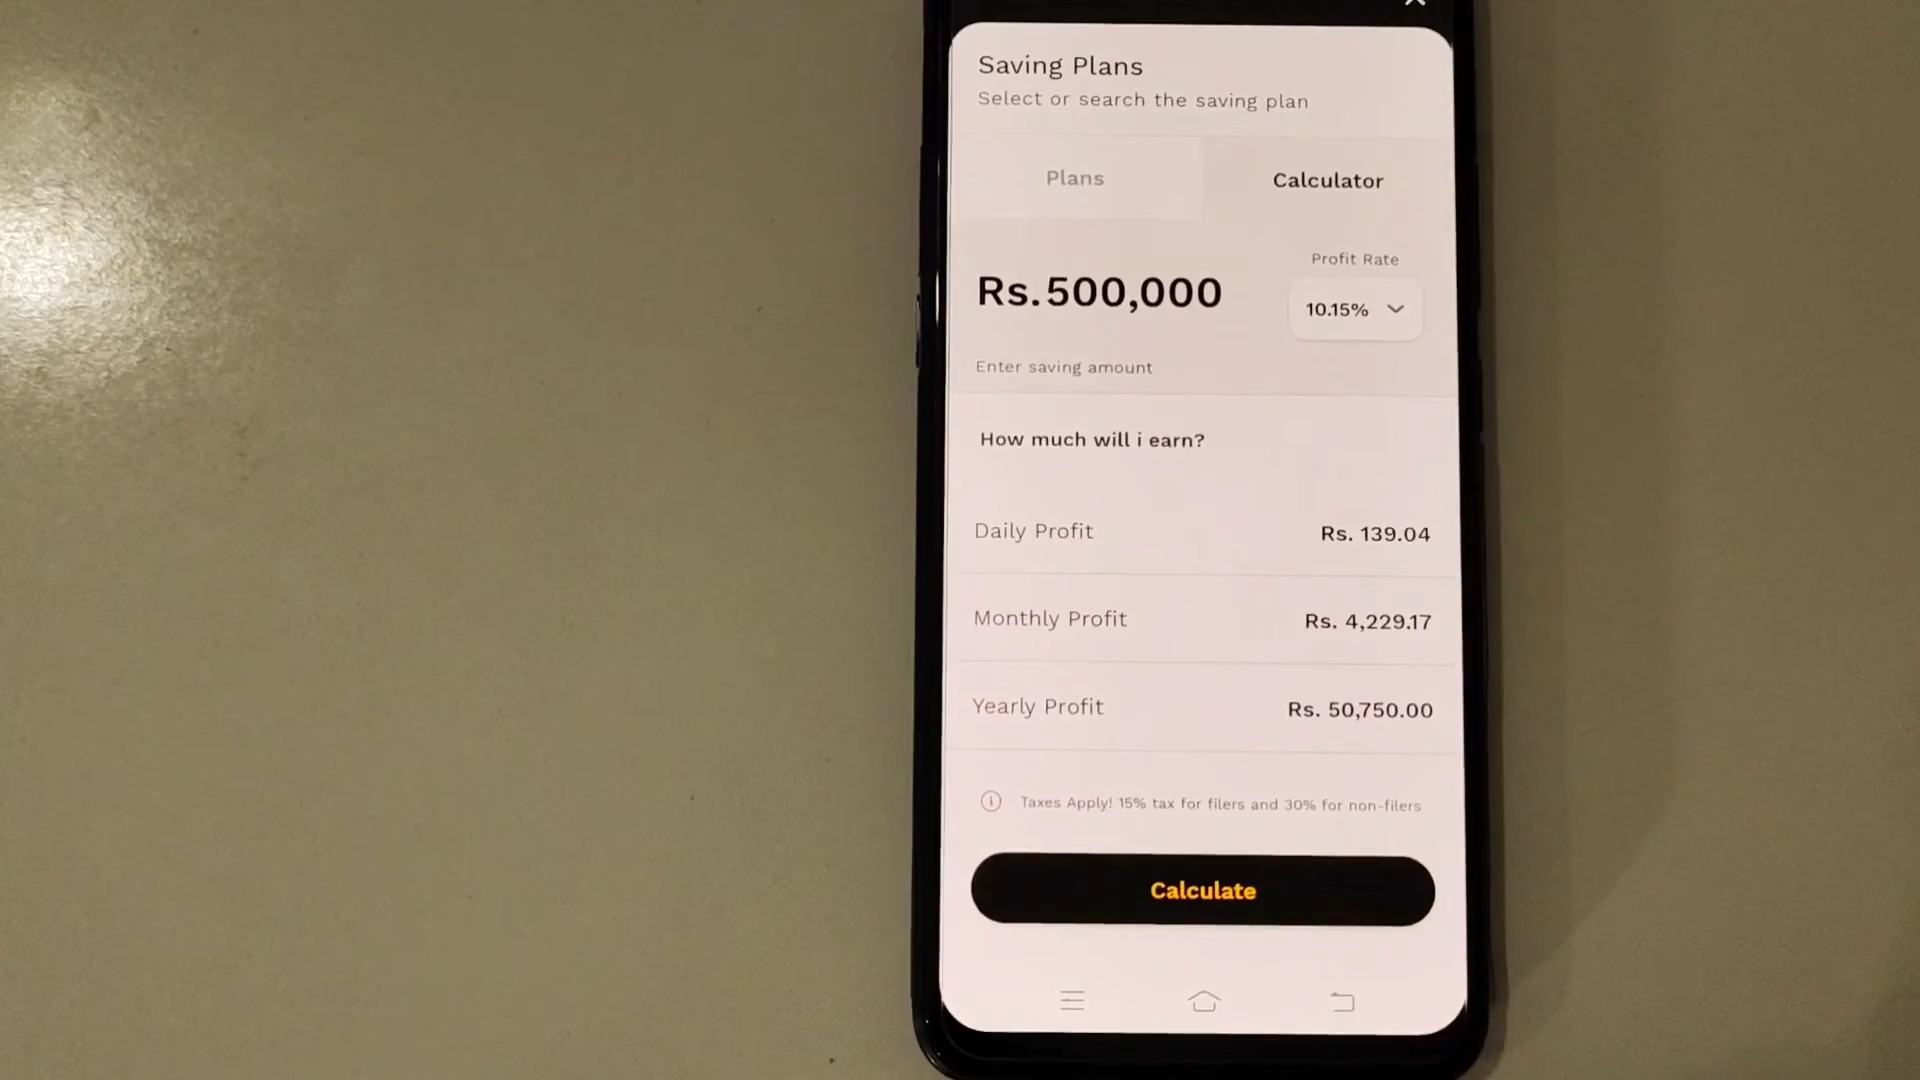 Saving Plans
Select or search the saving plan
Plans
Calculator
Profit Rate
Rs.500,000
10.15%
Enter saving amount
How much will i earn?
Daily Profit Rs. 139.04
Monthly Profit Rs. 4,229.17
Yearly Profit Rs. 50,750.00
Taxes Apply! 15% tax for filers and 30% for non-filers
Calculate